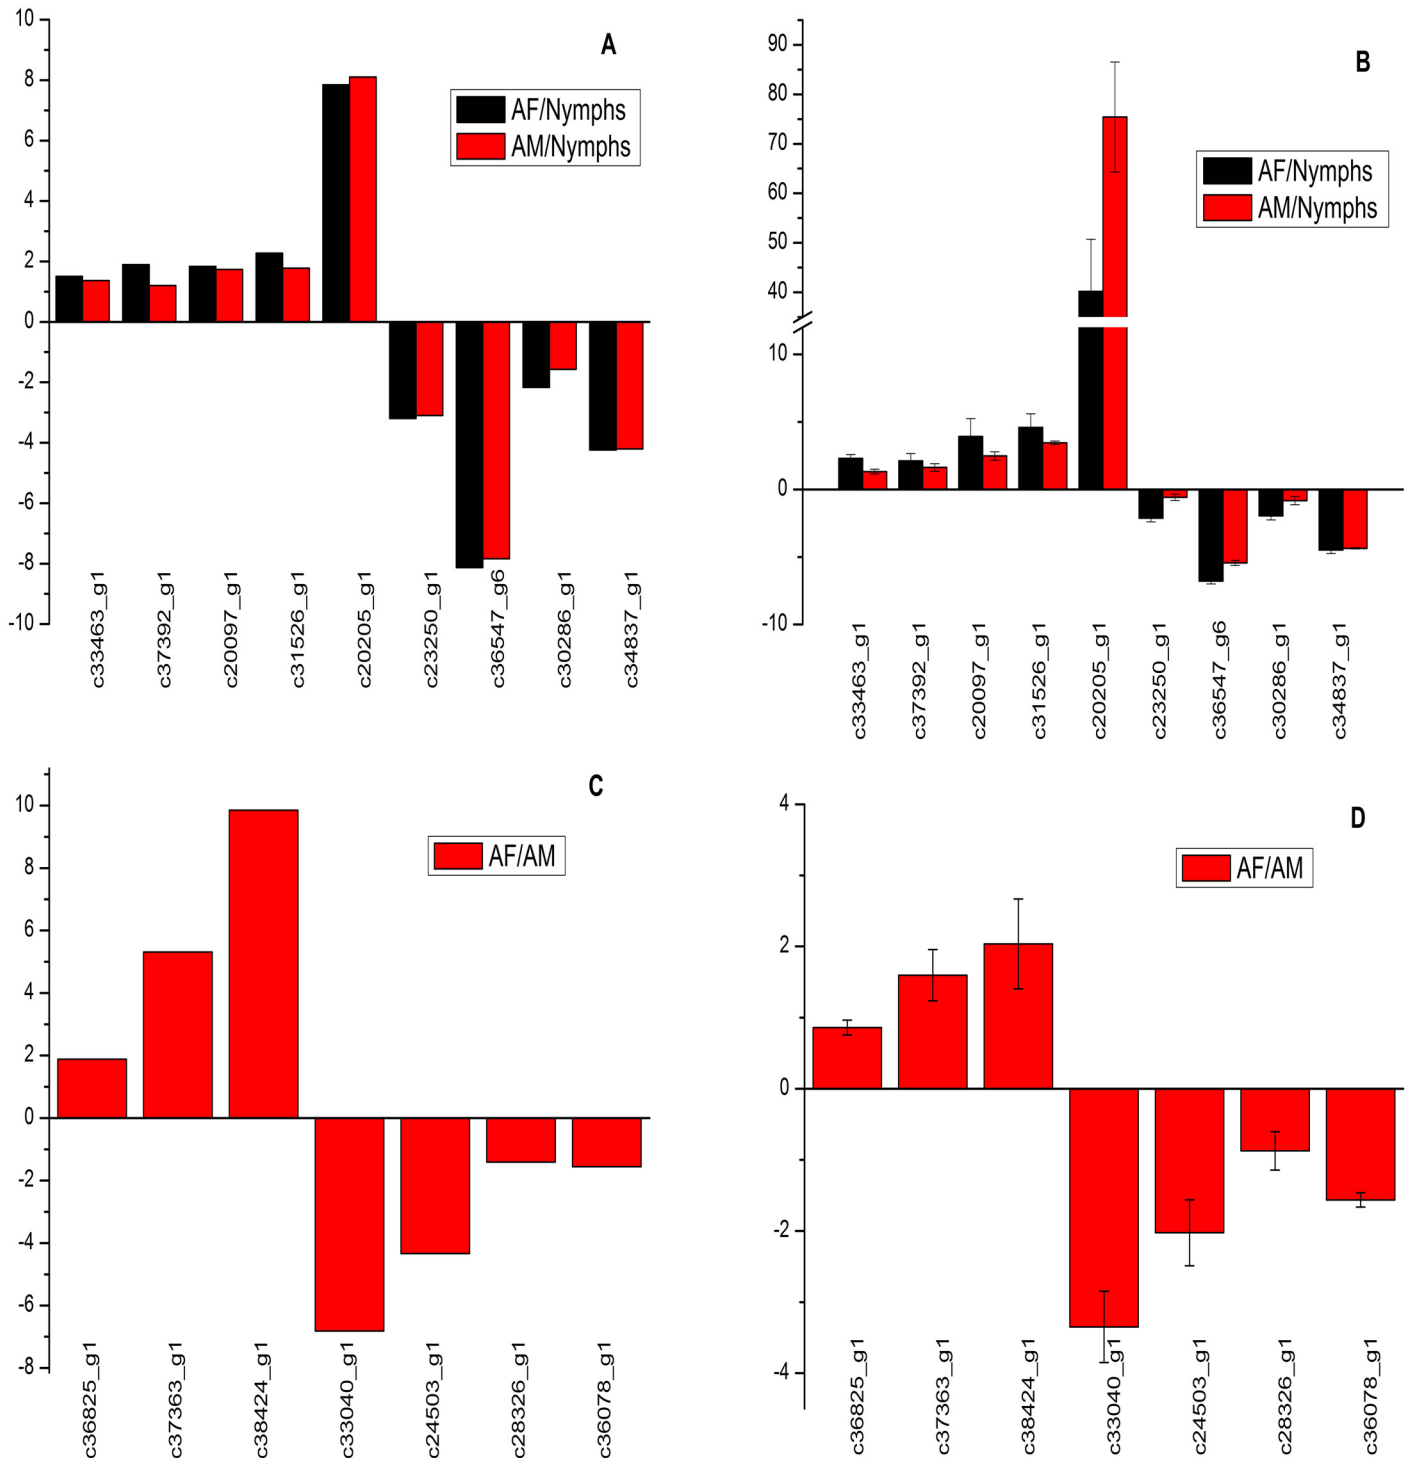 A
10
8
6
4
2
0
-2
-4
-6
-8
-10
AF/Nymphs
AM/Nymphs
c33463_g1
c37392_g1
c20097_g1
c31526_g1
c20205_g1
c23250_g1
c36547_g6
c30286_g1
c34837_g1
B
90
80
70
60
50
40
10
0
-10
AF/Nymphs
AM/Nymphs
c33463_g1
c37392_g1
c20097_g1
c31526_g1
c20205_g1
c23250_g1
c36547_g6
c30286_g1
c34837_g1
C
10
8
6
4
2
0
-2
-4
-6
-8
AF/AM
c36825_g1
c37363_g1
c38424_g1
c33040_g1
c24503_g1
c28326_g1
c36078_g1
D
4
2
0
-2
-4
AF/AM
c36825_g1
c37363_g1
c38424_g1
c33040_g1
c24503_g1
c28326_g1
c36078_g1